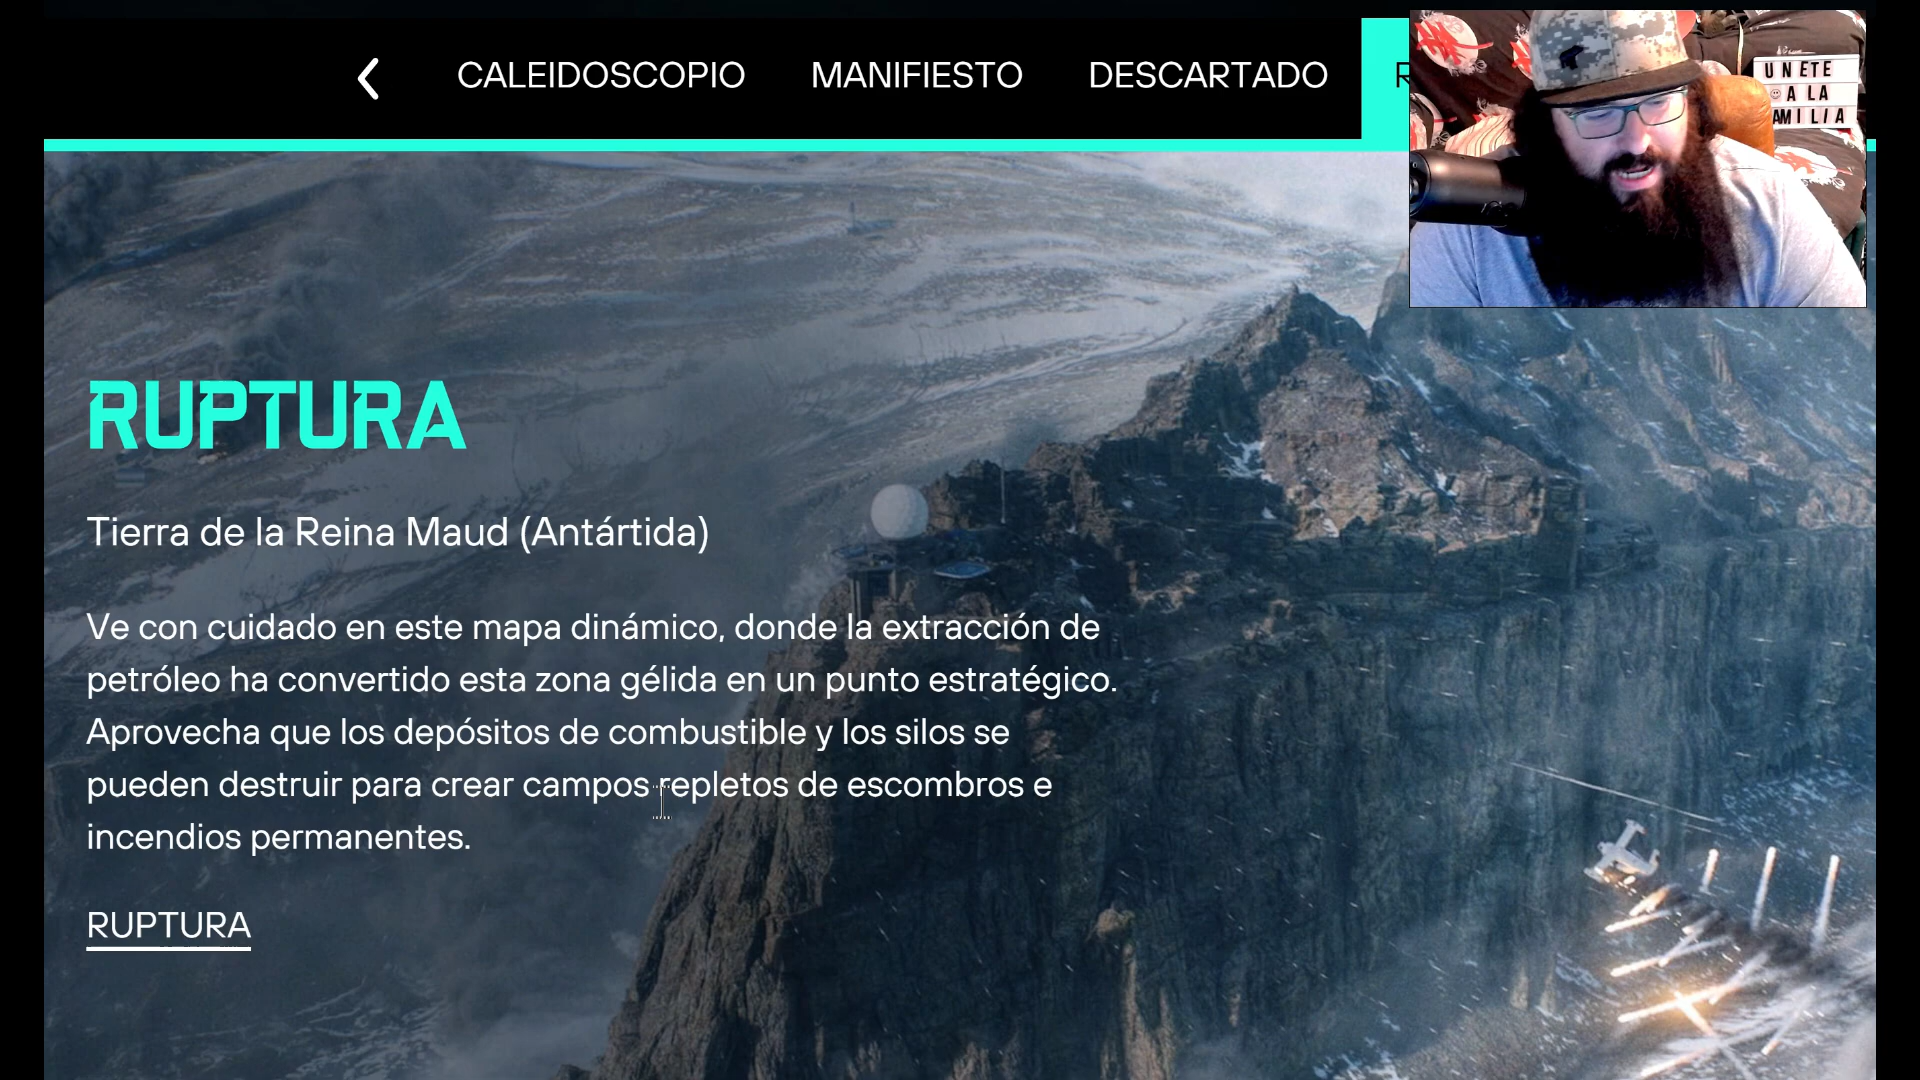 CALEIDOSCOPIO MANIFIESTO DESCARTADO R
UNETE
A LA
AMILIA
RUPTURA
Tierra de la Reina Maud (Antártida)
Ve con cuidado en este mapa dinámico, donde la extracción de
petróleo ha convertido esta zona gélida en un punto estratégico.
Aprovecha que los depósitos de combustible y los silos se
pueden destruir para crear campos repletos de escombros e
incendios permanentes.
RUPTURA